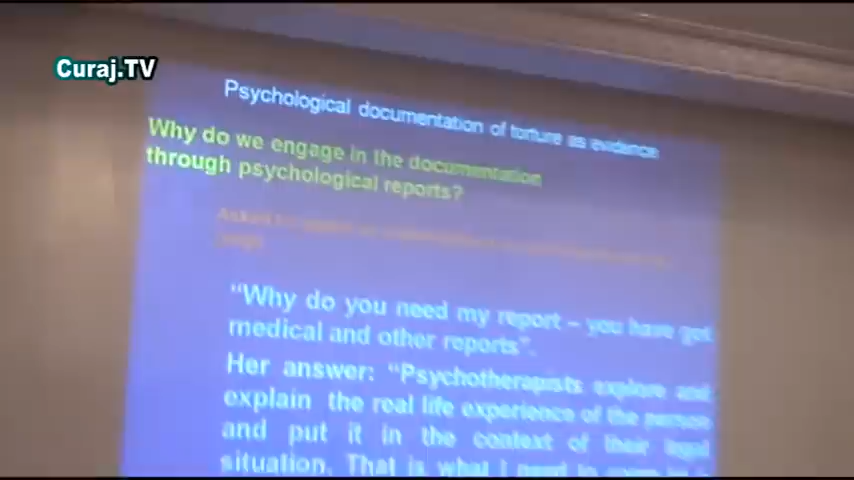 Curaj.TV
Psychological documentation of torture as evidence
Why do we engage in the documentation
through psychological reports?
"Why do you need my report – you have got
medical and other reports".
Her answer: "Psychotherapists explore and
explain the real life experience of the person
and put it in the context of their legal
situation. That is what I need to